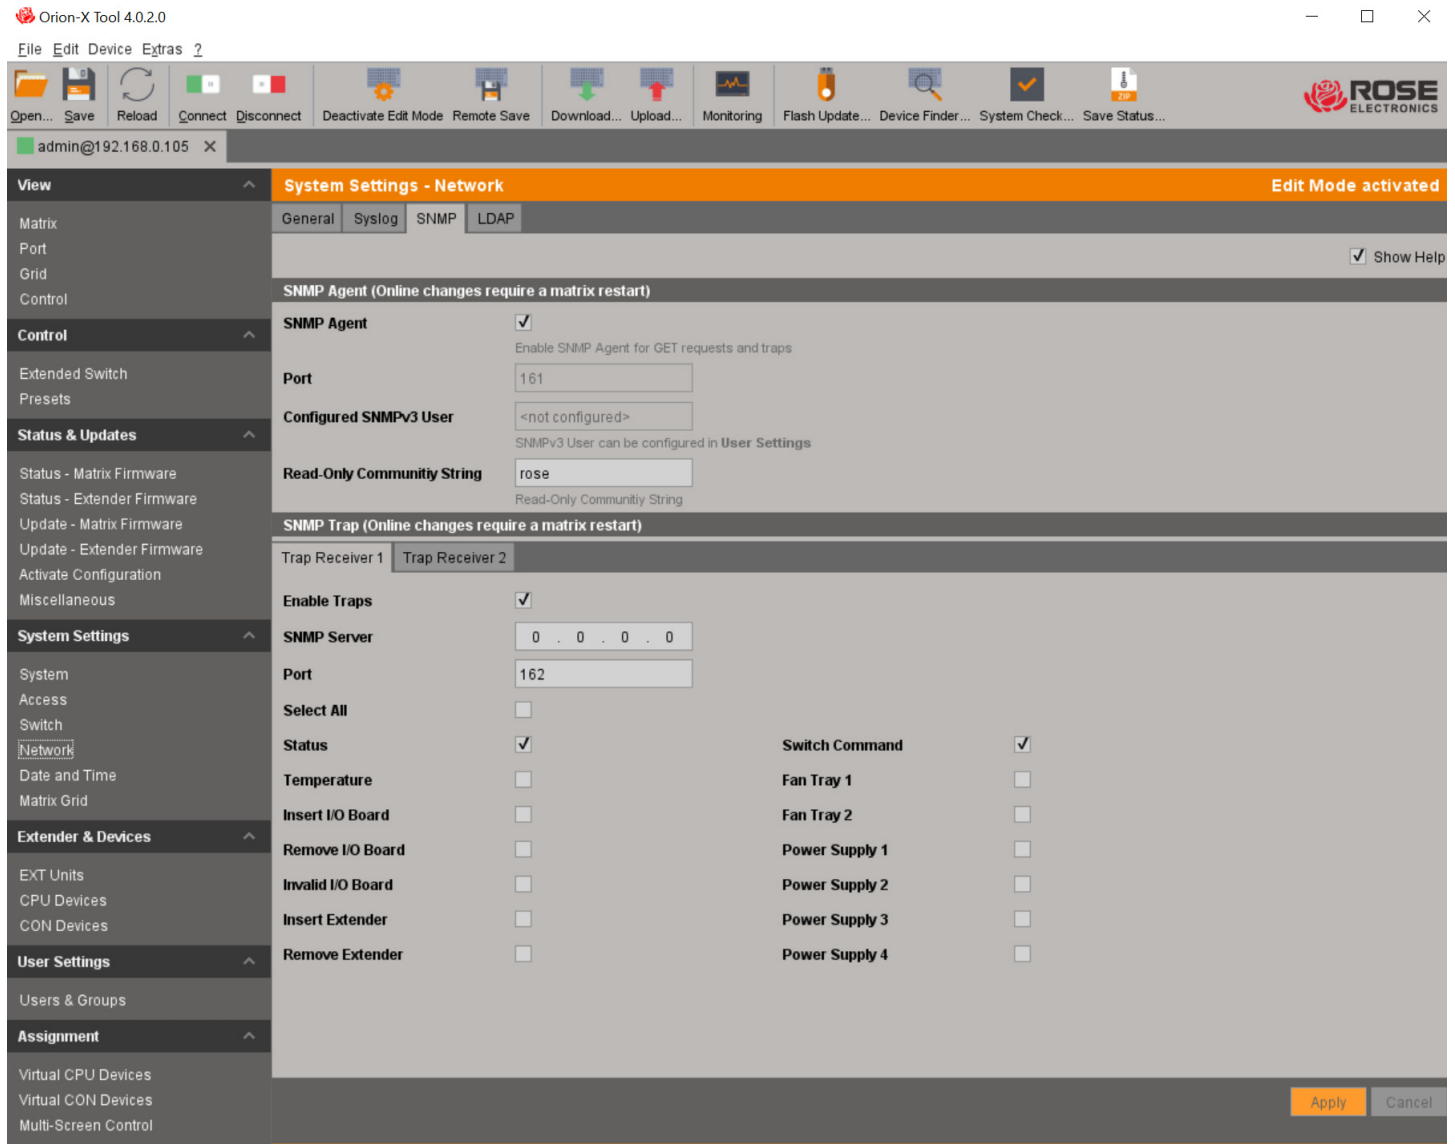 Orion-X Tool 4.0.2.0
File Edit Device Extras ?
Open... Save Reload Connect Disconnect Deactivate Edit Mode Remote Save Download... Upload... Monitoring Flash Update... Device Finder... System Check... Save Status...
ZIP
ROSE
ELECTRONICS
admin@192.168.0.105
View
Matrix
Port
Grid
Control
Control
Extended Switch
Presets
Status & Updates
Status - Matrix Firmware
Status - Extender Firmware
Update - Matrix Firmware
Update - Extender Firmware
Activate Configuration
Miscellaneous
System Settings
System
Access
Switch
Network
Date and Time
Matrix Grid
Extender & Devices
EXT Units
CPU Devices
CON Devices
User Settings
Users & Groups
Assignment
Virtual CPU Devices
Virtual CON Devices
Multi-Screen Control
System Settings - Network Edit Mode activated
General Syslog SNMP LDAP
Show Help
SNMP Agent (Online changes require a matrix restart)
SNMP Agent
Enable SNMP Agent for GET requests and traps
Port 161
Configured SNMPv3 User <not configured>
SNMPv3 User can be configured in User Settings
Read-Only Communitiy String rose
Read-Only Communitiy String
SNMP Trap (Online changes require a matrix restart)
Trap Receiver 1 Trap Receiver 2
Enable Traps
SNMP Server 0 . 0 . 0 . 0
Port 162
Select All
Status Switch Command
Temperature Fan Tray 1
Insert I/O Board Fan Tray 2
Remove I/O Board Power Supply 1
Invalid I/O Board Power Supply 2
Insert Extender Power Supply 3
Remove Extender Power Supply 4
Apply Cancel